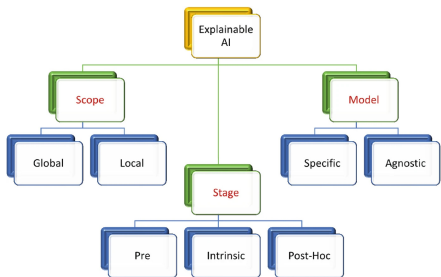 Explainable
AI
Scope
Model
Global
Local
Specific
Agnostic
Stage
Pre
Intrinsic
Post-Hoc